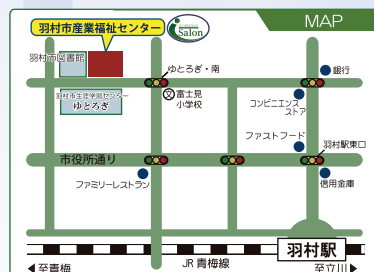 MAP
羽村市産業福祉センター
Salon
羽村市図書館
ゆとろぎ・南
銀行
羽村市生涯学習センター
ゆとろぎ
富士見
小学校
文
コンビニエンス
ストア
ファストフード
羽村駅東口
市役所通り
ファミリーレストラン
信用金庫
羽村駅
至青梅
JR 青梅線
至立川